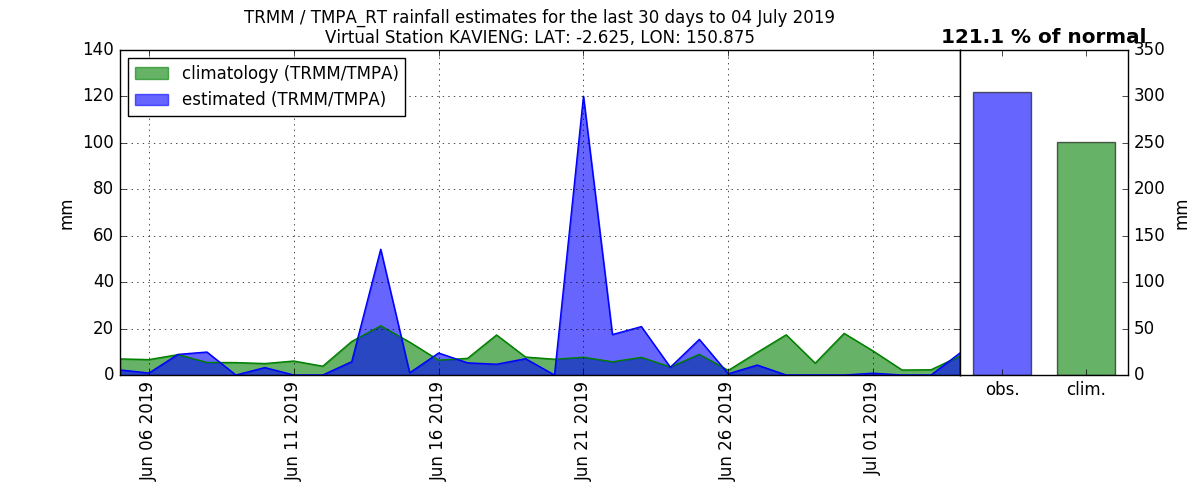 TRMM / TMPA_RT rainfall estimates for the last 30 days to 04 July 2019
Virtual Station KAVIENG: LAT: -2.625, LON: 150.875
121.1 % of normal
climatology (TRMM/TMPA)
estimated (TRMM/TMPA)
mm
140
120
100
80
60
40
20
0
Jun 06 2019
Jun 11 2019
Jun 16 2019
Jun 21 2019
Jun 26 2019
Jul 01 2019
obs.
clim.
350
300
250
200
150
100
50
0
mm